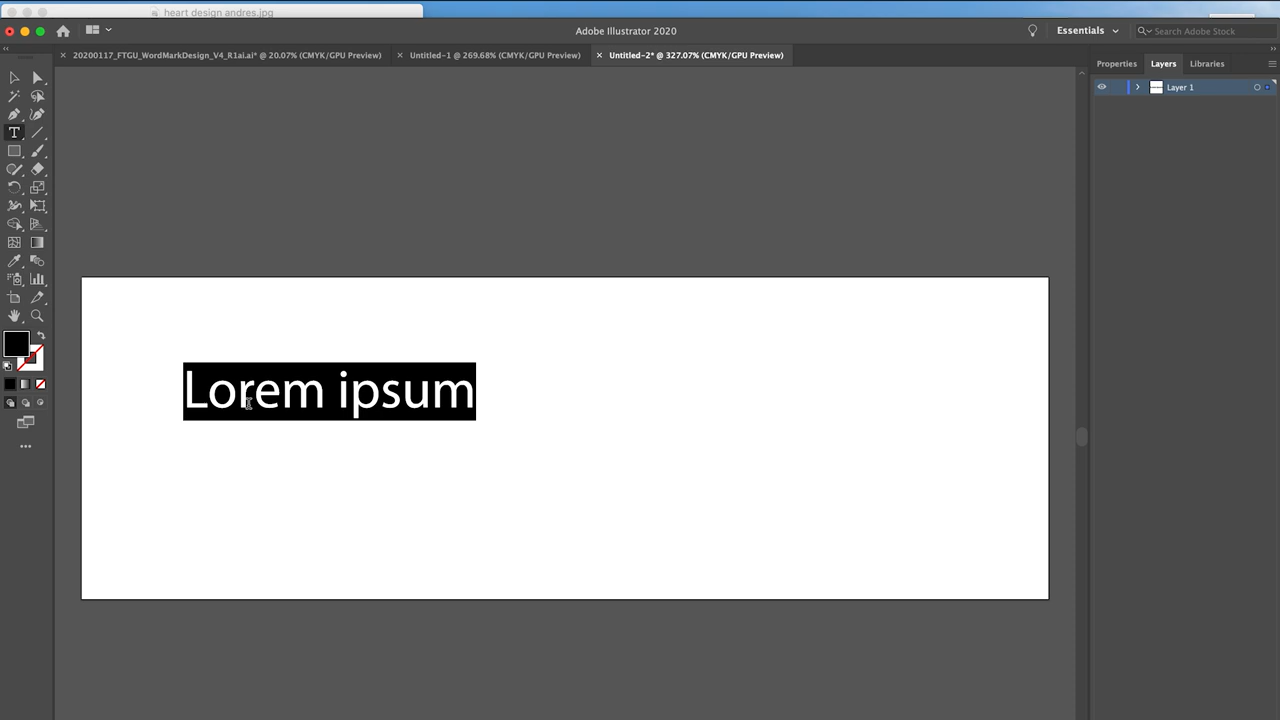 heart design andres.jpg
Adobe Illustrator 2020
Essentials
Search Adobe Stock
20200117_FTGU_WordMarkDesign_V4_R1ai.ai* @ 20.07% (CMYK/GPU Preview)
Untitled-1 @ 269.68% (CMYK/GPU Preview)
Untitled-2* @ 327.07% (CMYK/GPU Preview)
Properties
Layers
Libraries
Layer 1
Lorem ipsum